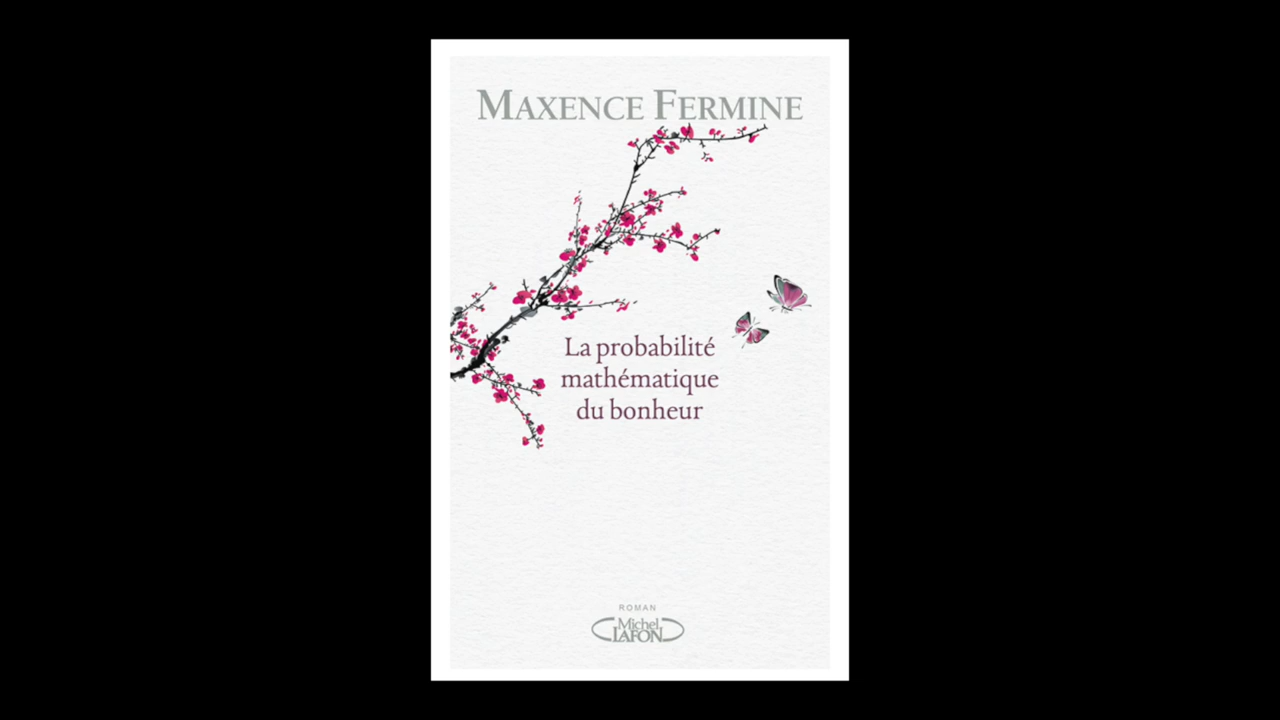 MAXENCE FERMINE
La probabilité
mathématique
du bonheur
ROMAN
Michel
LAFON